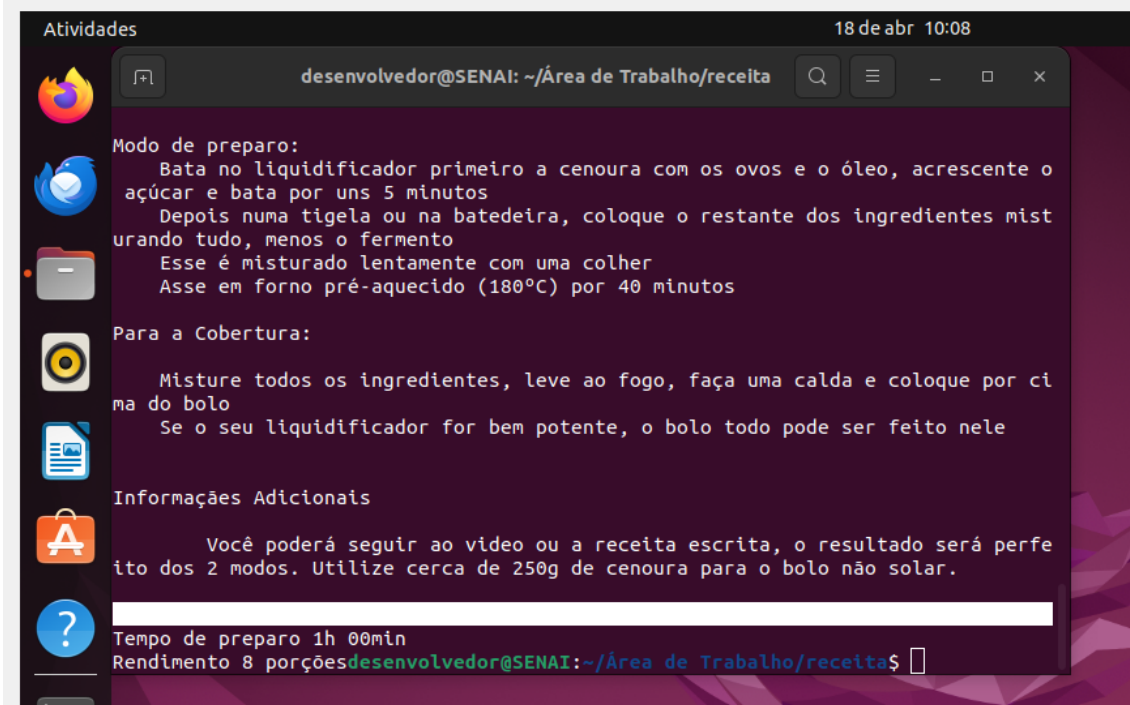 Atividades
18 de abr 10:08
desenvolvedor@SENAI: ~/Área de Trabalho/receita
Modo de preparo:
Bata no liquidificador primeiro a cenoura com os ovos e o óleo, acrescente o
açúcar e bata por uns 5 minutos
Depois numa tigela ou na batedeira, coloque o restante dos ingredientes mist
urando tudo, menos o fermento
Esse é misturado lentamente com uma colher
Asse em forno pré-aquecido (180ºC) por 40 minutos
Para a Cobertura:
Misture todos os ingredientes, leve ao fogo, faça uma calda e coloque por ci
ma do bolo
Se o seu liquidificador for bem potente, o bolo todo pode ser feito nele
Informaçães Adicionais
Você poderá seguir ao video ou a receita escrita, o resultado será perfe
ito dos 2 modos. Utilize cerca de 250g de cenoura para o bolo não solar.
Tempo de preparo 1h 00min
Rendimento 8 porçõesdesenvolvedor@SENAI:~/Área de Trabalho/receita$